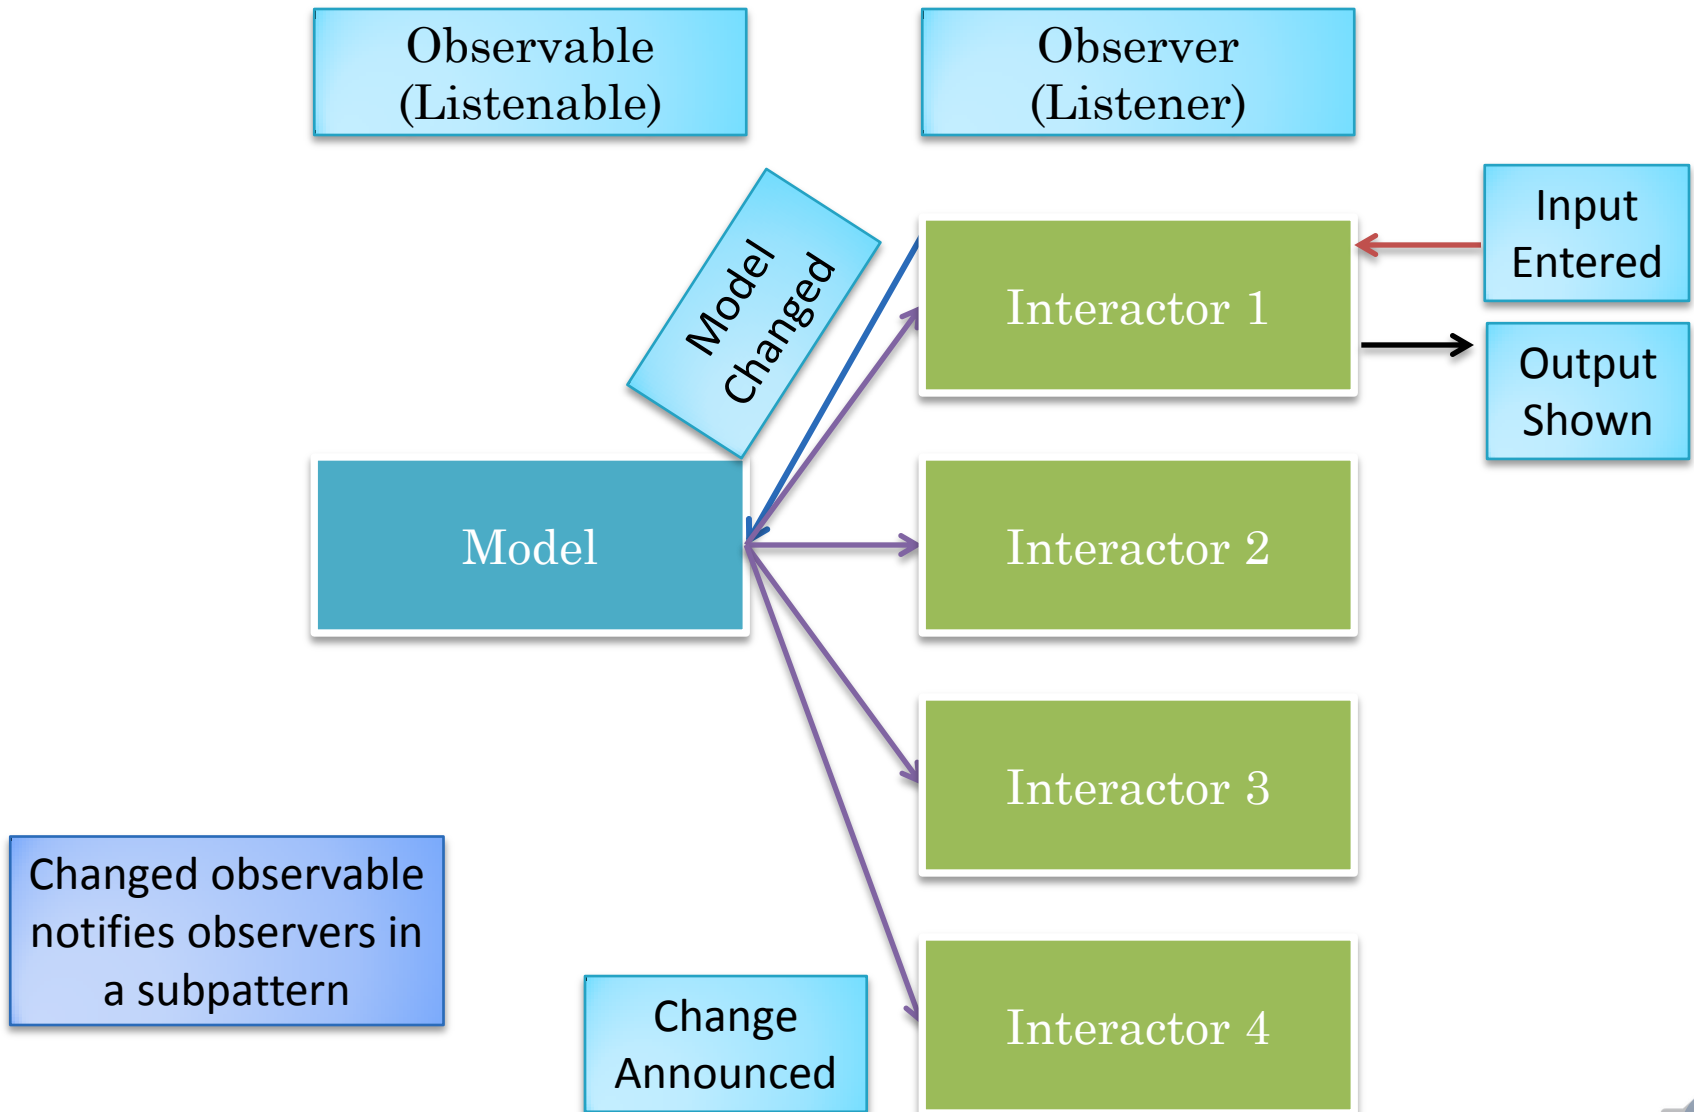 Observable
(Listenable)
Observer
(Listener)
Model
Changed
Input
Entered
Interactor 1
Output
Shown
Model
Interactor 2
Interactor 3
Changed observable
notifies observers in
a subpattern
Change
Announced
Interactor 4